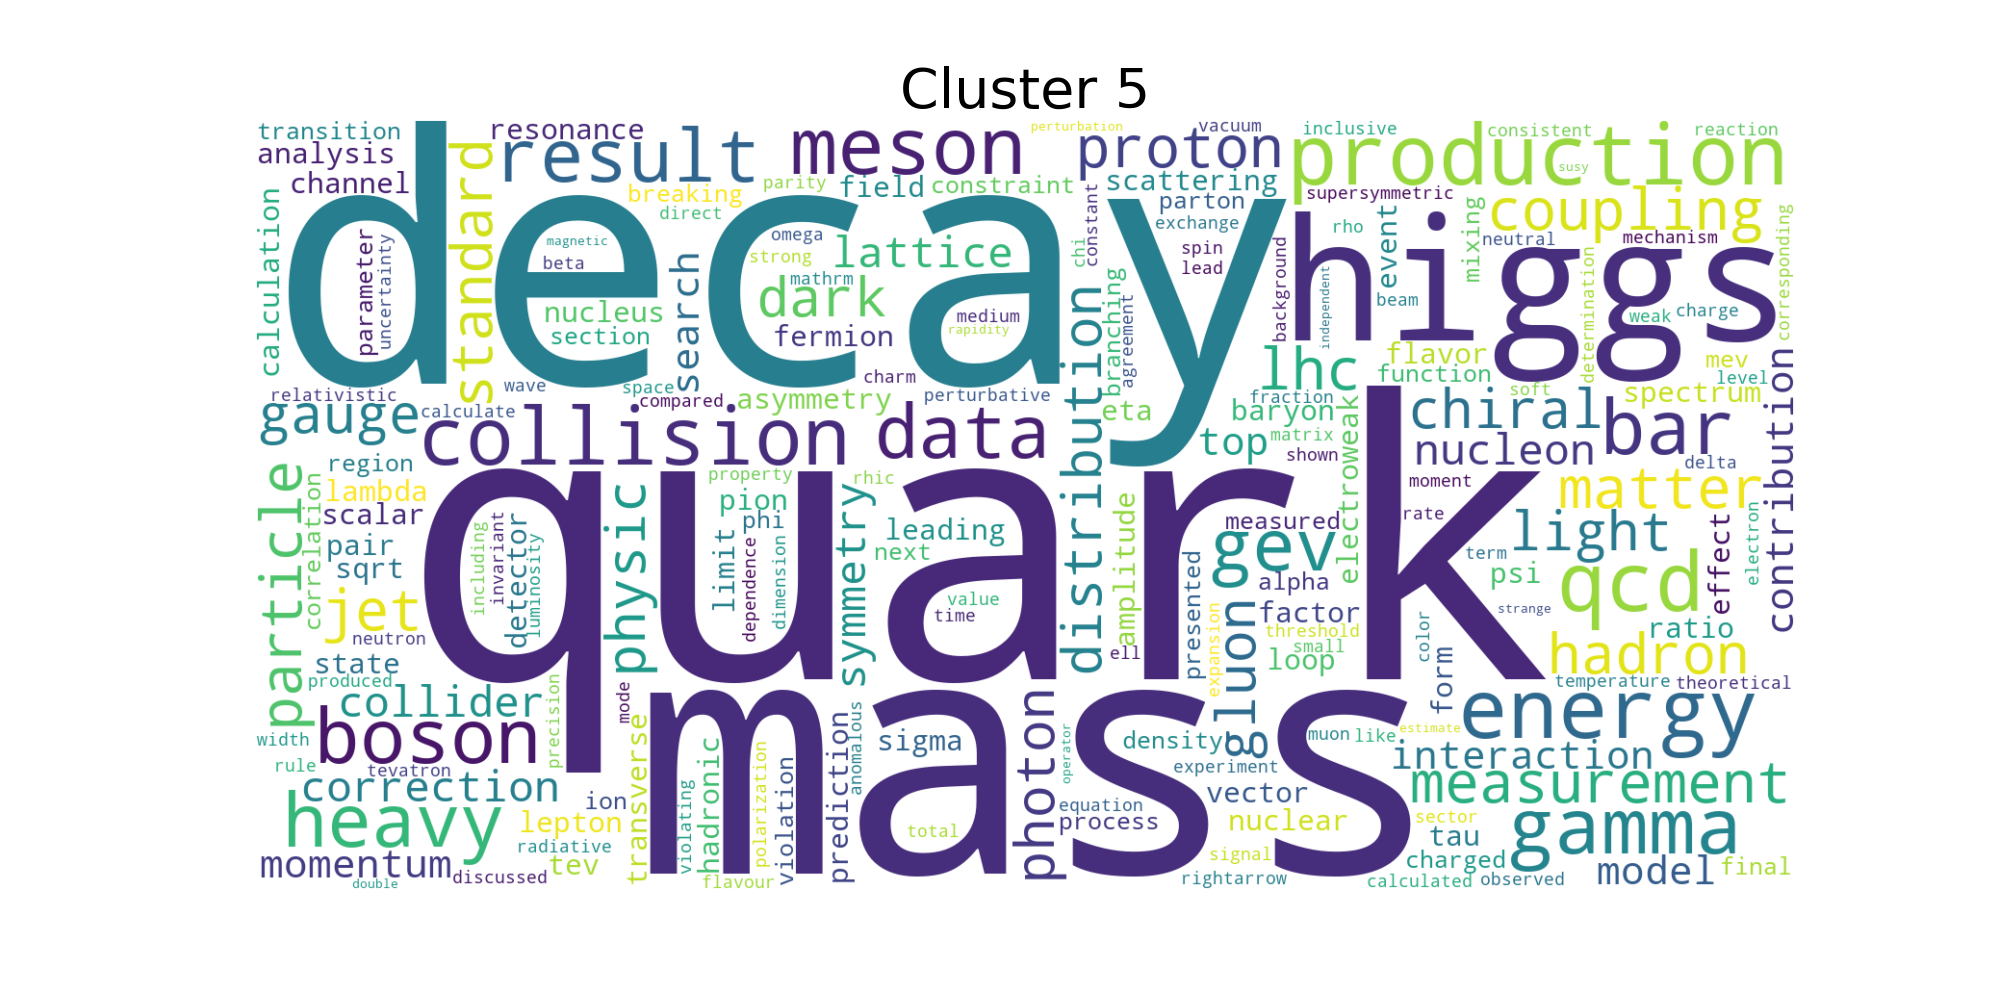 Cluster 5
transition
analysis
resonance
channel
result
meson
perturbation
proton
vacuum
inclusive
consistent
reaction
production
susy
scattering
parton
exchange
supersymmetric
coupling
calculation
standard
breaking
direct
parity
field
constraint
constant
chi
decay
magnetic
beta
omega
strong
mathrm
lattice
dark
fermion
medium
rapidity
nucleus
section
search
parameter
uncertainty
spin
lead
background
rho
event
independent
beam
mixing
neutral
mechanism
determination
weak
charge
corresponding
higgs
relativistic
wave
space
compared
charm
asymmetry
perturbative
distribution
branching
agreement
eta
lhc
flavor
function
fraction
baryon
top
matrix
shown
electroweak
soft
mev
level
spectrum
chiral
nucleon
bar
delta
contribution
gauge
calculate
collision
data
region
lambda
scalar
pair
sqrt
jet
neutron
particle
correlation
including
invariant
luminosity
detector
physic
property
pion
phi
limit
dependence
dimension
rhic
symmetry
leading
next
value
time
quark
amplitude
ell
presented
expansion
gluon
measured
gev
alpha
factor
threshold
small
loop
moment
rate
term
psi
light
matter
qcd
strange
color
form
electron
effect
ratio
hadron
temperature
theoretical
state
produced
collider
boson
width
rule
tevatron
correction
precision
mode
transverse
heavy
ion
lepton
radiative
tev
momentum
double
discussed
violating
hadronic
polarization
flavour
violation
prediction
anomalous
sigma
total
mass
photon
operator
density
experiment
equation
process
vector
nuclear
signal
rightarrow
muon
like
estimate
energy
interaction
measurement
sector
tau
gamma
charged
calculated
observed
model
final